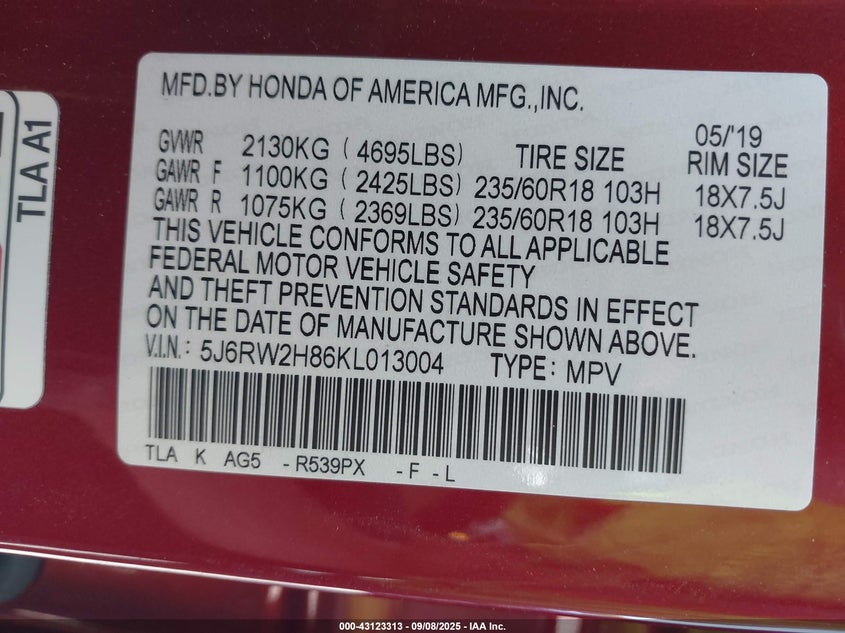 MFD.BY HONDA OF AMERICA MFG.,INC.
05/'19
GVWR 2130KG ( 4695LBS) TIRE SIZE RIM SIZE
GAWR F 1100KG ( 2425LBS) 235/60R18 103H 18X7.5J
GAWR R 1075KG ( 2369LBS) 235/60R18 103H 18X7.5J
THIS VEHICLE CONFORMS TO ALL APPLICABLE
FEDERAL MOTOR VEHICLE SAFETY
AND THEFT PREVENTION STANDARDS IN EFFECT
ON THE DATE OF MANUFACTURE SHOWN ABOVE.
V.I.N.: 5J6RW2H86KL013004 TYPE: MPV
TLA K AG5 -R539PX -F-L
TLA A1
000-43123313 - 09/08/2025 - IAA Inc.